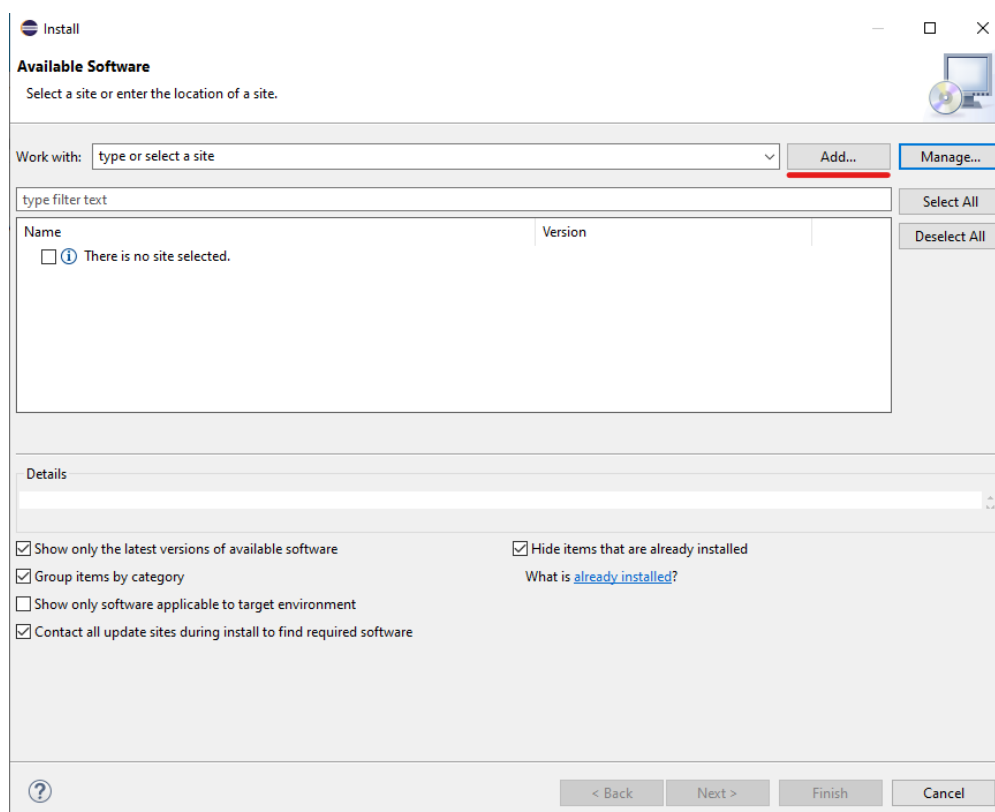 Install
Available Software
Select a site or enter the location of a site.
Work with: type or select a site Add... Manage...
type filter text Select All
Name Version Deselect All
There is no site selected.
Details
Show only the latest versions of available software Hide items that are already installed
Group items by category What is already installed?
Show only software applicable to target environment
Contact all update sites during install to find required software
? < Back Next > Finish Cancel